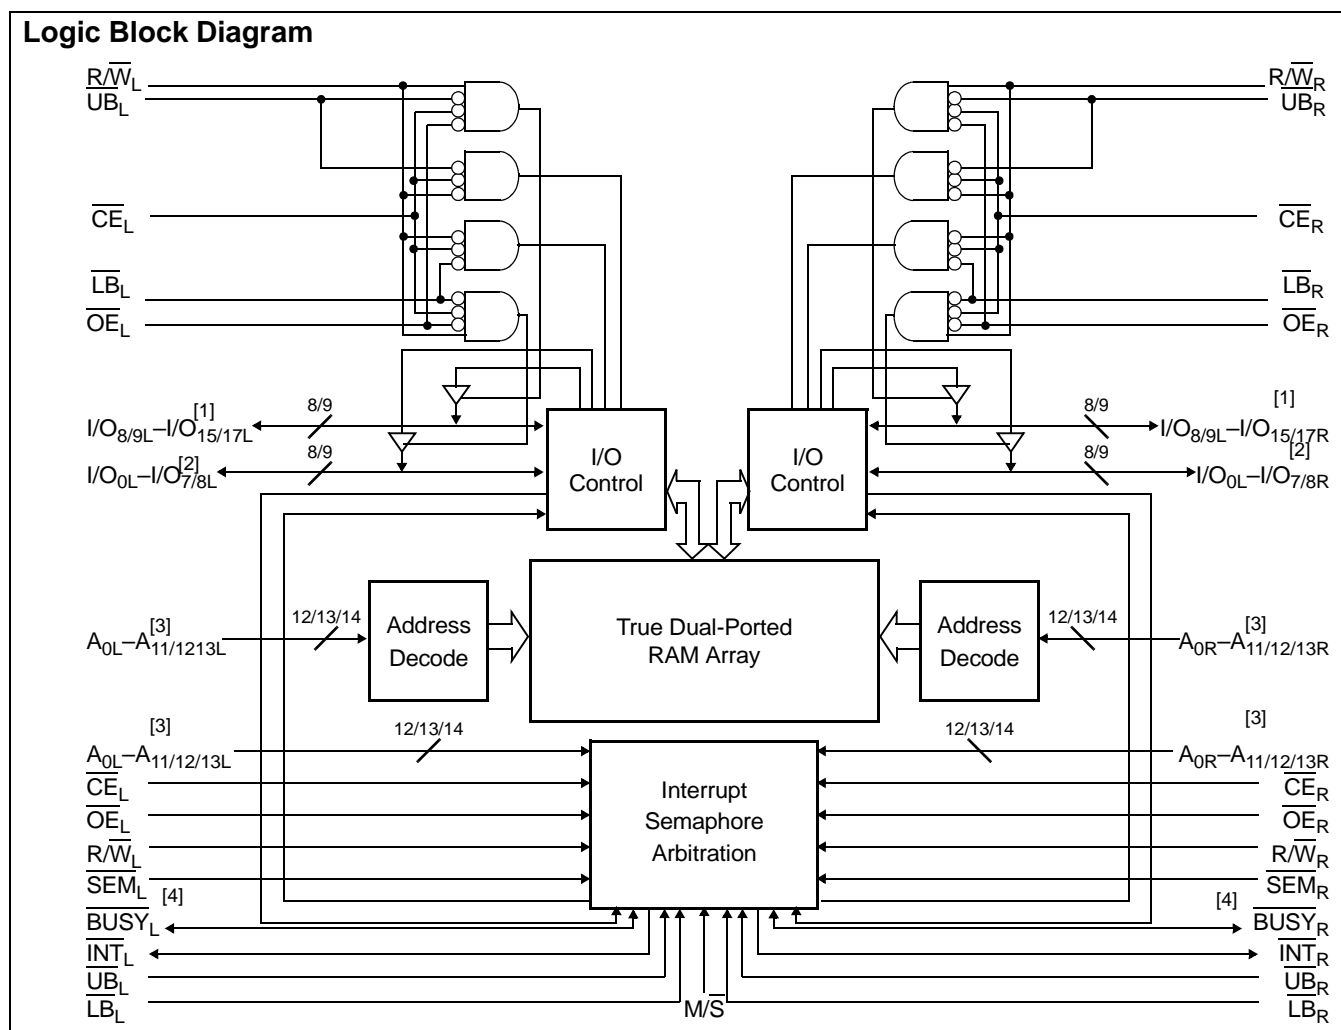 Logic Block Diagram
R/W̅L
R/W̅R
U̅B̅L
U̅B̅R
C̅E̅L
C̅E̅R
L̅B̅L
L̅B̅R
O̅E̅L
O̅E̅R
I/O8/9L–I/O15/17L[1]
8/9
8/9
I/O8/9L–I/O15/17R[1]
I/O0L–I/O7/8L[2]
8/9
8/9
I/O0L–I/O7/8R[2]
I/O
Control
I/O
Control
A0L–A11/1213L[3]
12/13/14
Address
Decode
True Dual-Ported
RAM Array
Address
Decode
12/13/14
A0R–A11/12/13R[3]
A0L–A11/12/13L[3]
12/13/14
12/13/14
A0R–A11/12/13R[3]
Interrupt
Semaphore
Arbitration
C̅E̅L
C̅E̅R
O̅E̅L
O̅E̅R
R/W̅L
R/W̅R
S̅E̅M̅L
S̅E̅M̅R
B̅U̅S̅Y̅L[4]
[4]B̅U̅S̅Y̅R
I̅N̅T̅L
I̅N̅T̅R
U̅B̅L
U̅B̅R
L̅B̅L
M/S̅
L̅B̅R